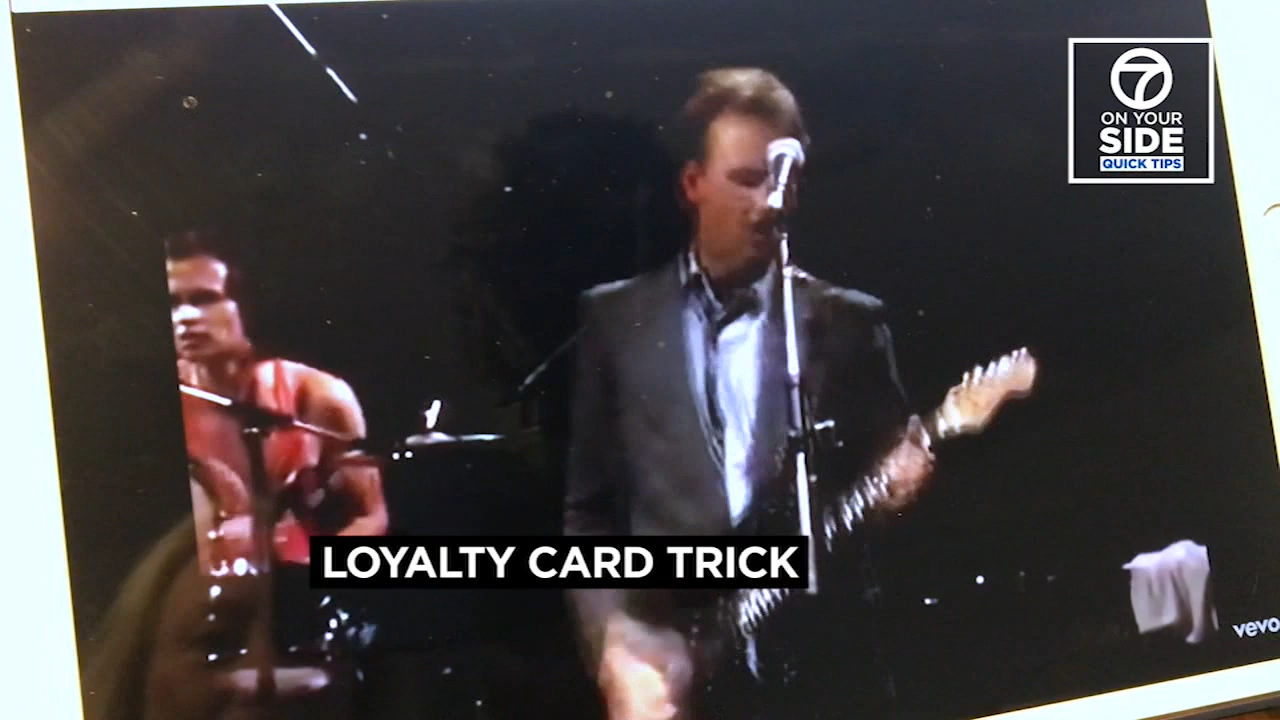 7
ON YOUR
SIDE
QUICK TIPS
LOYALTY CARD TRICK
vevo